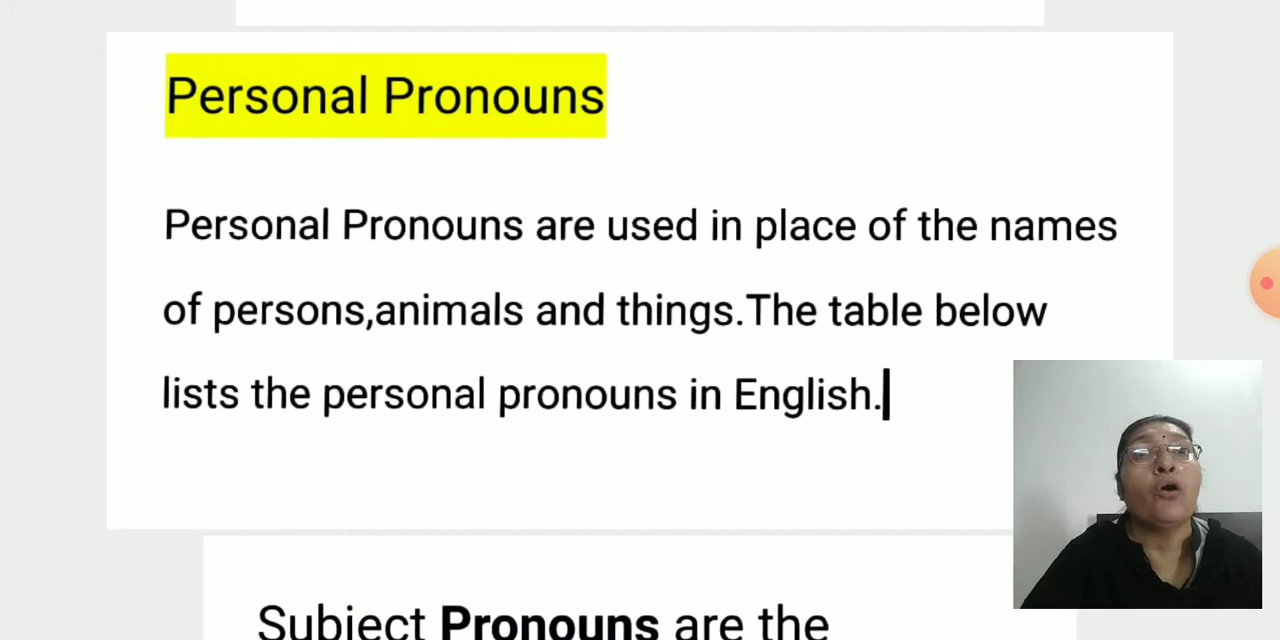 Personal Pronouns
Personal Pronouns are used in place of the names
of persons,animals and things.The table below
lists the personal pronouns in English.
Subject Pronouns are the